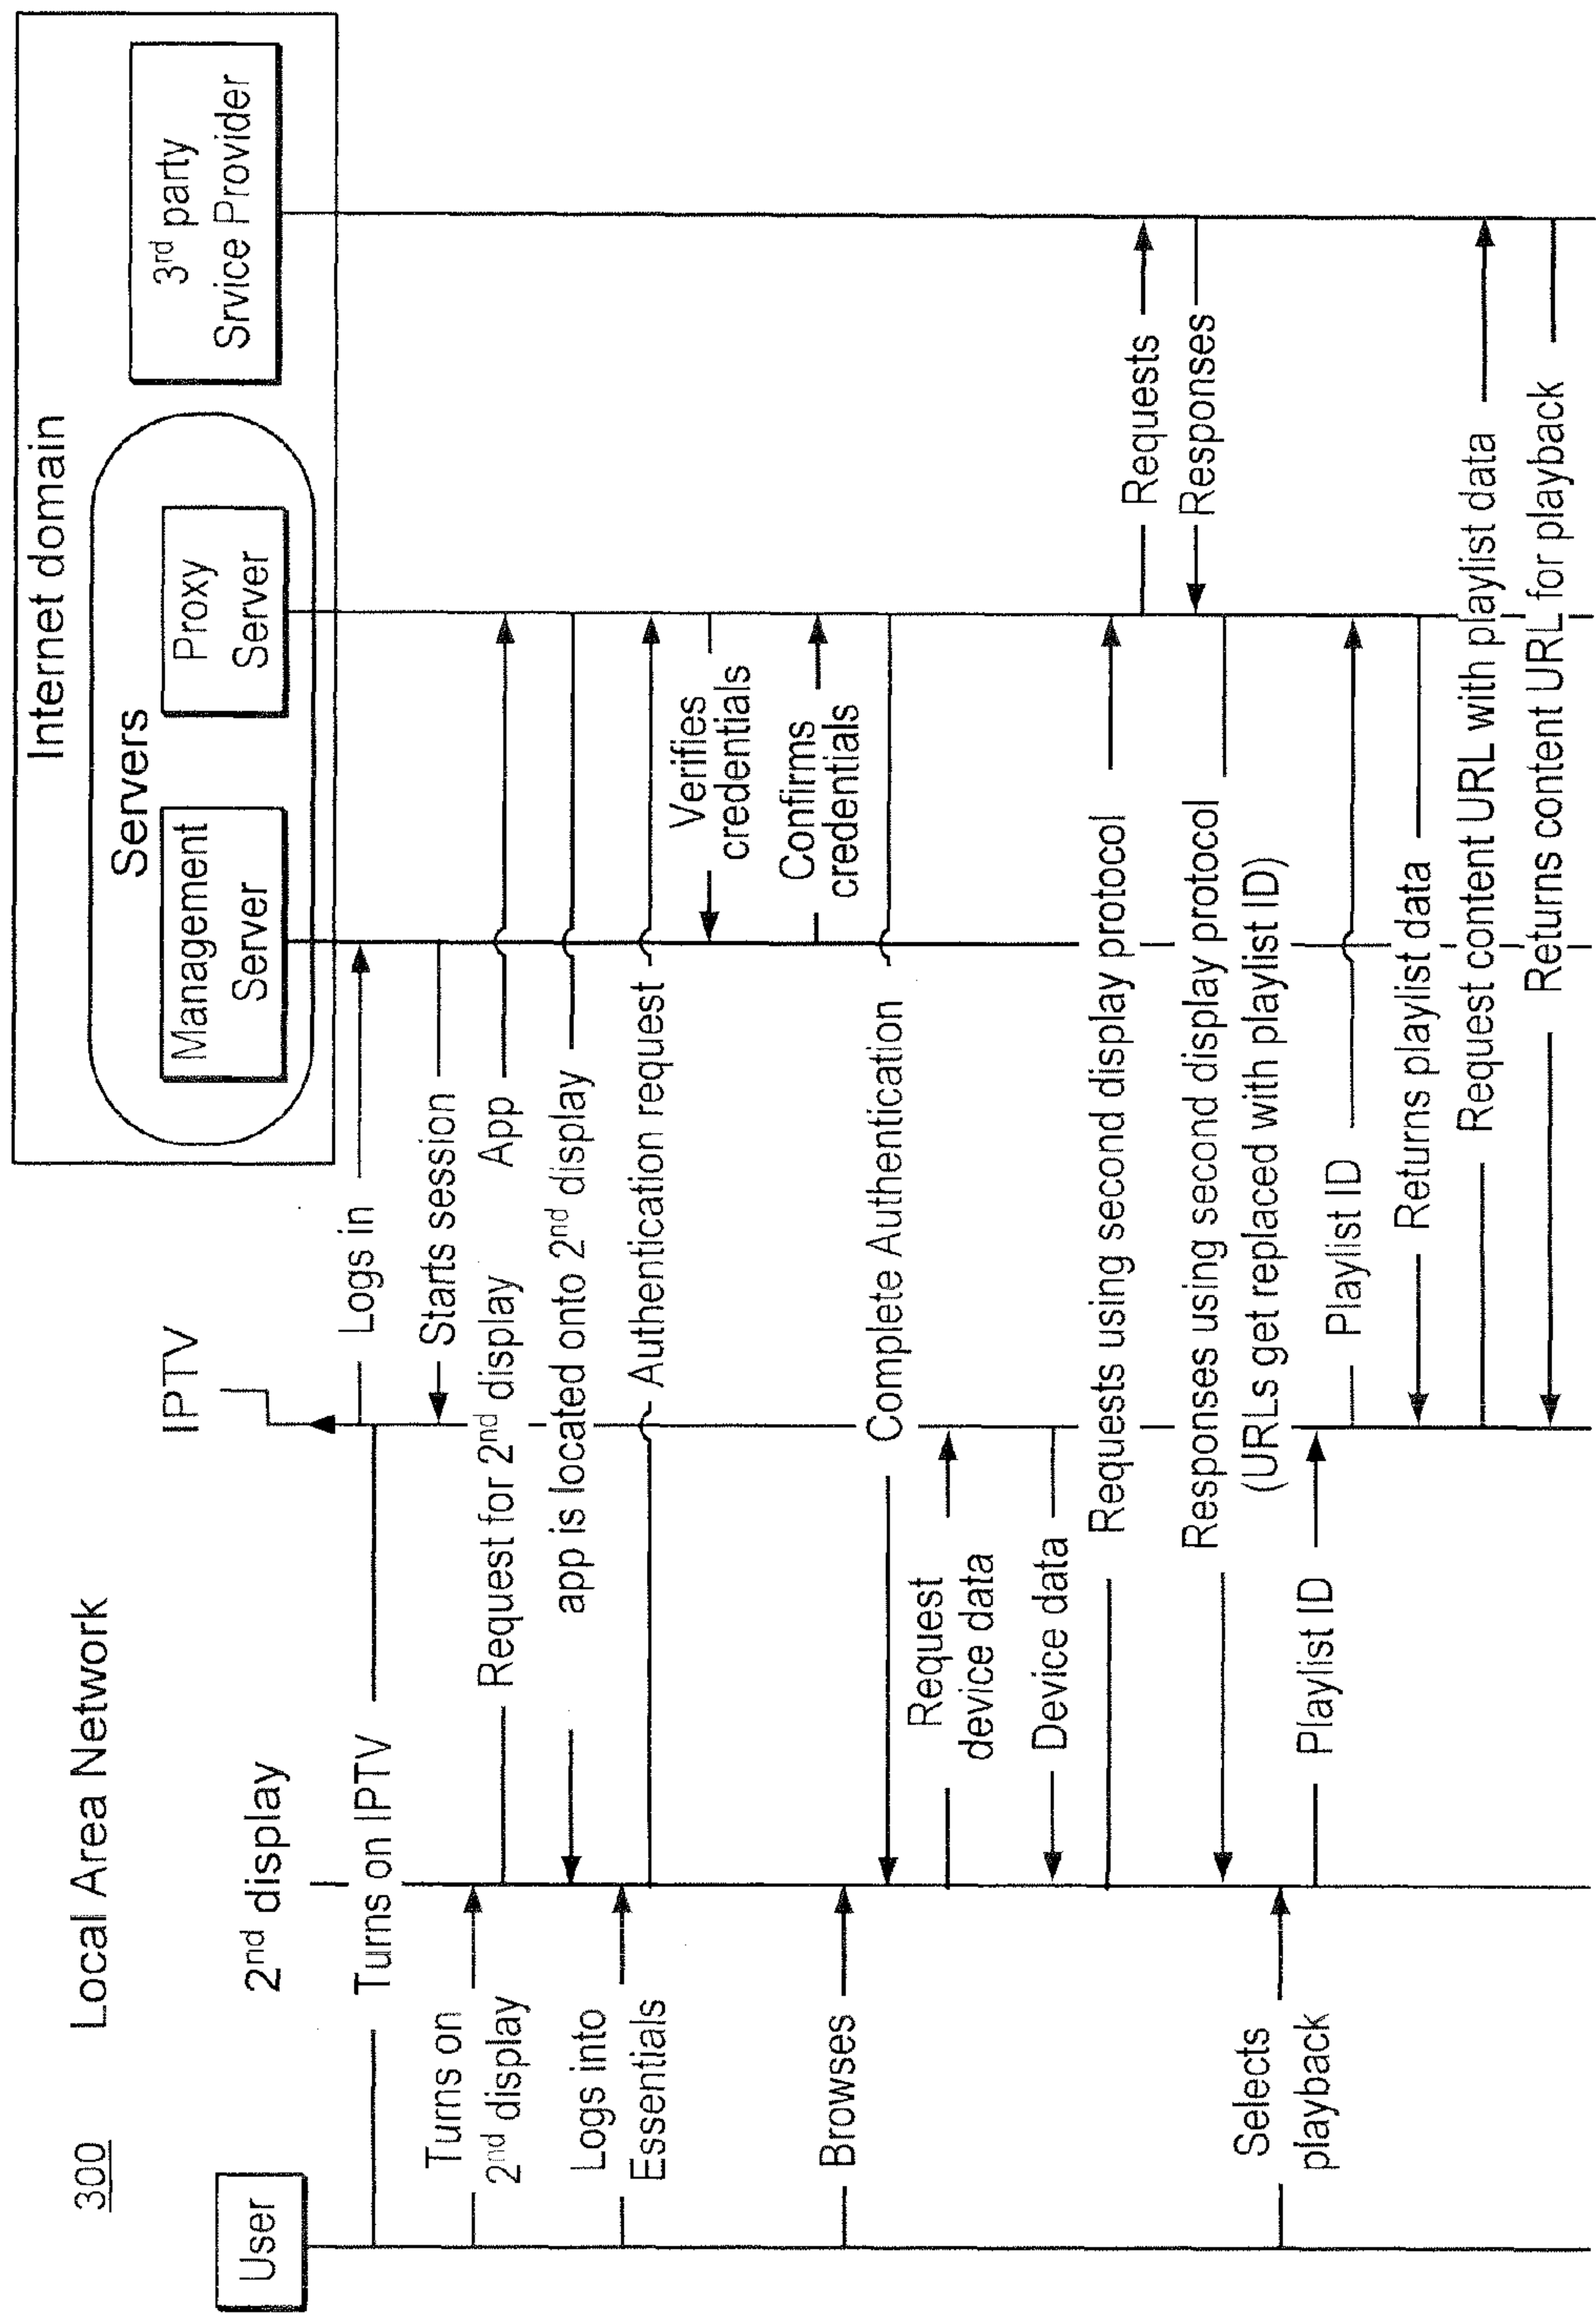 300
Local Area Network
Internet domain
Servers
User
2nd display
IPTV
Management
Server
Proxy
Server
3rd party
Srvice Provider
Turns on IPTV
Logs in
Starts session
Turns on
2nd display
Request for 2nd display App
app is located onto 2nd display
Logs into
Essentials
Authentication request
Verifies
credentials
Confirms
credentials
Browses
Complete Authentication
Request
device data
Device data
Requests using second display protocol
Requests
Responses
Responses using second display protocol
(URLs get replaced with playlist ID)
Selects
playback
Playlist ID
Playlist ID
Returns playlist data
Request content URL with playlist data
Returns content URL for playback